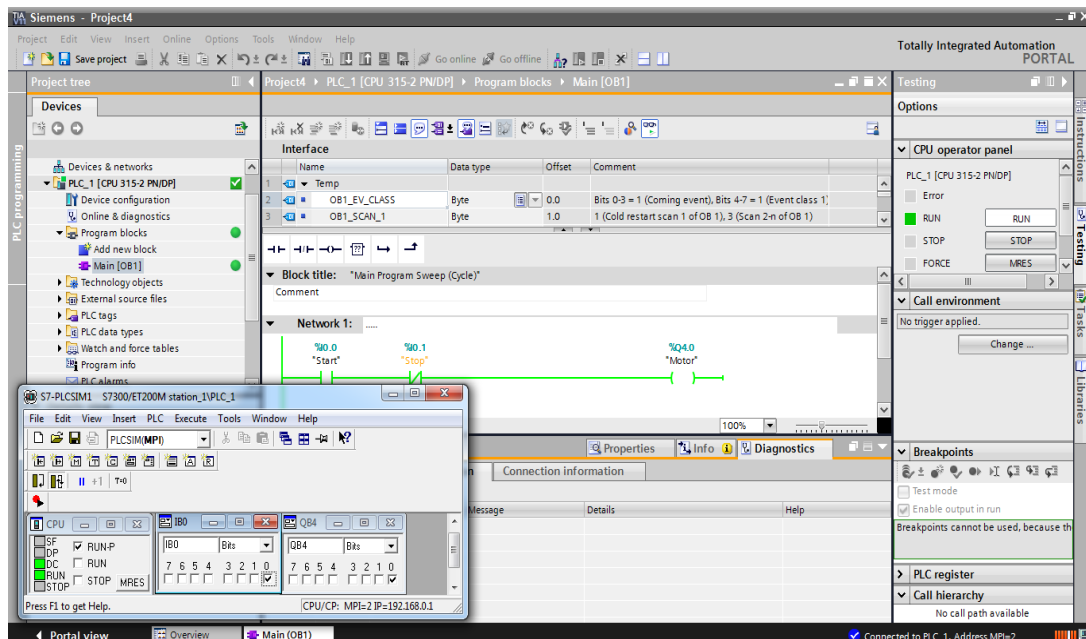 Siemens - Project4
Project Edit View Insert Online Options Tools Window Help
Totally Integrated Automation
PORTAL
Save project
Go online
Go offline
Project tree
Project4 ▸ PLC_1 [CPU 315-2 PN/DP] ▸ Program blocks ▸ Main [OB1]
Testing
Devices
Options
PLC programming
Devices & networks
PLC_1 [CPU 315-2 PN/DP]
Device configuration
Online & diagnostics
Program blocks
Add new block
Main [OB1]
Technology objects
External source files
PLC tags
PLC data types
Watch and force tables
Program info
PLC alarms
Interface
Name Data type Offset Comment
1 Temp
2 OB1_EV_CLASS Byte 0.0 Bits 0-3 = 1 (Coming event), Bits 4-7 = 1 (Event class 1)
3 OB1_SCAN_1 Byte 1.0 1 (Cold restart scan 1 of OB 1), 3 (Scan 2-n of OB 1)
??
Block title: "Main Program Sweep (Cycle)"
Comment
Network 1: .....
%I0.0 %I0.1 %Q4.0
"Start" "Stop" "Motor"
100%
Properties
Info
Diagnostics
Connection information
Message Details Help
CPU operator panel
PLC_1 [CPU 315-2 PN/DP]
Error
RUN RUN
STOP STOP
FORCE MRES
Call environment
No trigger applied.
Change ...
Breakpoints
Test mode
Enable output in run
Breakpoints cannot be used, because th
PLC register
Call hierarchy
No call path available
Instructions
Testing
Tasks
Libraries
S7-PLCSIM1 S7300/ET200M station_1\PLC_1
File Edit View Insert PLC Execute Tools Window Help
PLCSIM(MPI)
+1 T=0
CPU
SF
DP
DC
RUN
STOP
RUN-P
RUN
STOP
MRES
IB0
IB0 Bits
7 6 5 4 3 2 1 0
QB4
QB4 Bits
7 6 5 4 3 2 1 0
Press F1 to get Help.
CPU/CP: MPI=2 IP=192.168.0.1
Portal view
Overview
Main (OB1)
Connected to PLC_1, Address MPI=2